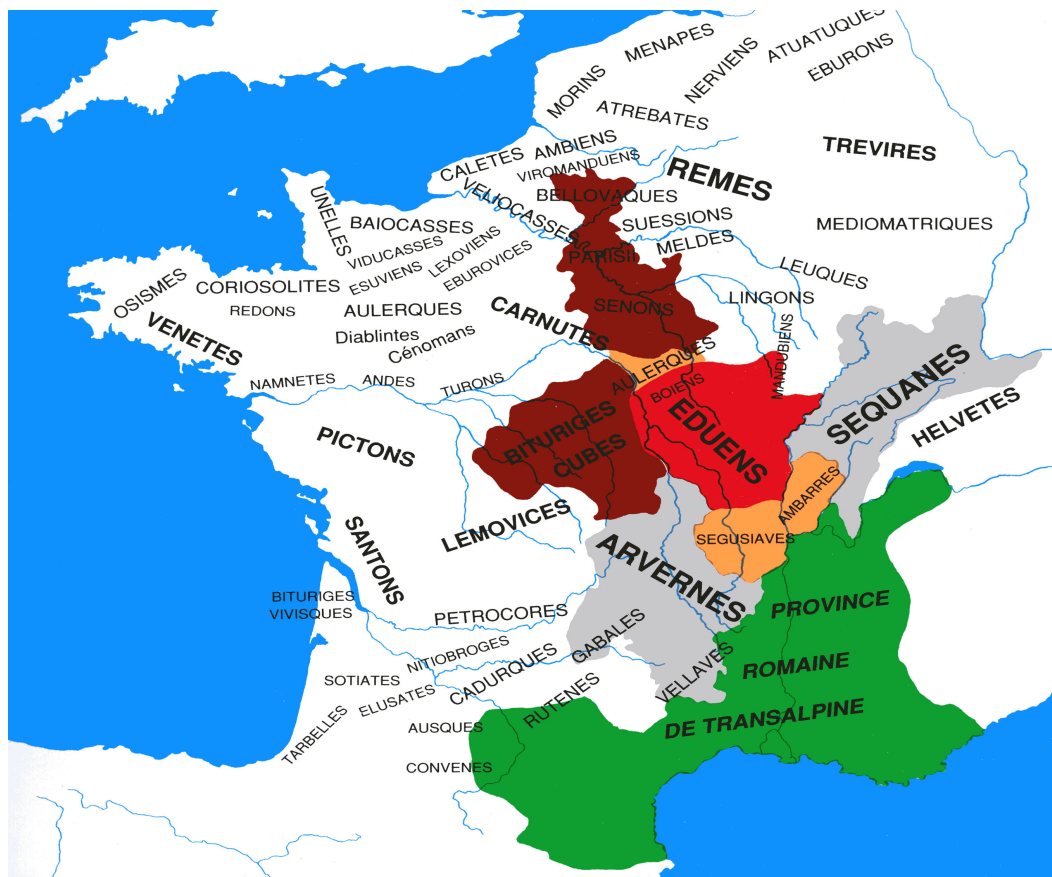 MENAPES
ATUATUQUES
MORINS
NERVIENS
EBURONS
ATREBATES
TREVIRES
CALETES
AMBIENS
VIROMANDUENS
REMES
UNELLES
VELIOCASSES
BELLOVAQUES
BAIOCASSES
SUESSIONS
MEDIOMATRIQUES
VIDUCASSES
LEXOVIENS
PARISII
MELDES
OSISMES
CORIOSOLITES
ESUVIENS
EBUROVICES
LEUQUES
REDONS
AULERQUES
SENONS
LINGONS
VENETES
Diablintes
CARNUTES
Cénomans
AULERQUES
MANDUBIENS
SEQUANES
NAMNETES
ANDES
TURONS
BOIENS
HELVETES
PICTONS
BITURIGES
CUBES
EDUENS
AMBARRES
LEMOVICES
SEGUSIAVES
SANTONS
ARVERNES
BITURIGES
VIVISQUES
PETROCORES
PROVINCE
NITIOBROGES
GABALES
ROMAINE
SOTIATES
CADURQUES
VELLAVES
ELUSATES
RUTENES
TARBELLES
AUSQUES
DE TRANSALPINE
CONVENES